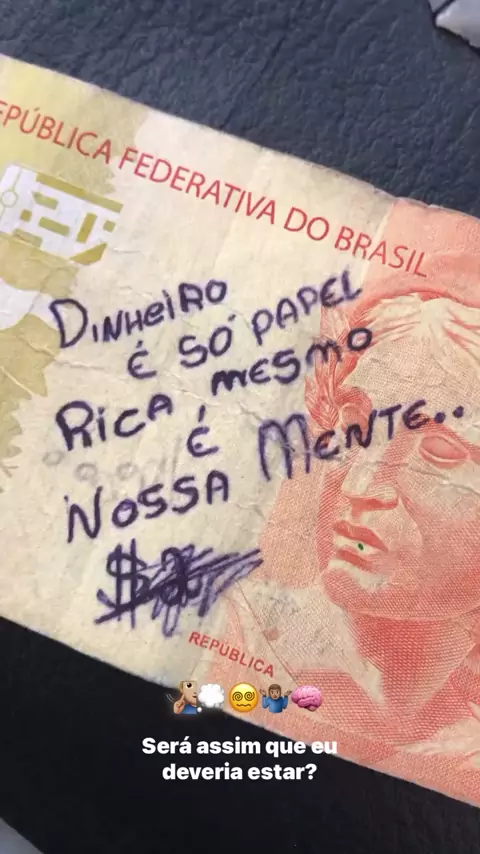 REPÚBLICA FEDERATIVA DO BRASIL
DINHEIRO
É SÓ PAPEL
RICA, MESMO
É
NOSSA MENTE..
REPÚBLICA
Será assim que eu
deveria estar?